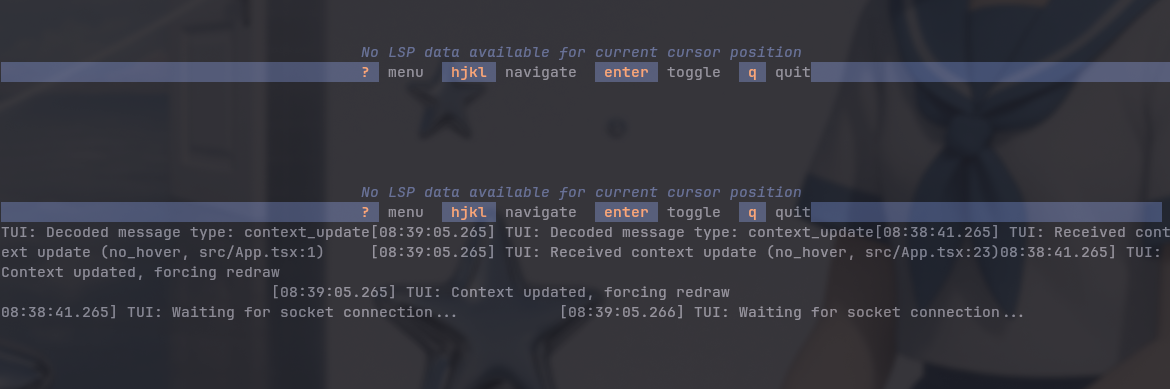 No LSP data available for current cursor position
? menu hjkl navigate enter toggle q quit
No LSP data available for current cursor position
? menu hjkl navigate enter toggle q quit
TUI: Decoded message type: context_update[08:39:05.265] TUI: Decoded message type: context_update[08:38:41.265] TUI: Received cont
ext update (no_hover, src/App.tsx:1) [08:39:05.265] TUI: Received context update (no_hover, src/App.tsx:23)08:38:41.265] TUI:
Context updated, forcing redraw
[08:39:05.265] TUI: Context updated, forcing redraw
08:38:41.265] TUI: Waiting for socket connection... [08:39:05.266] TUI: Waiting for socket connection...